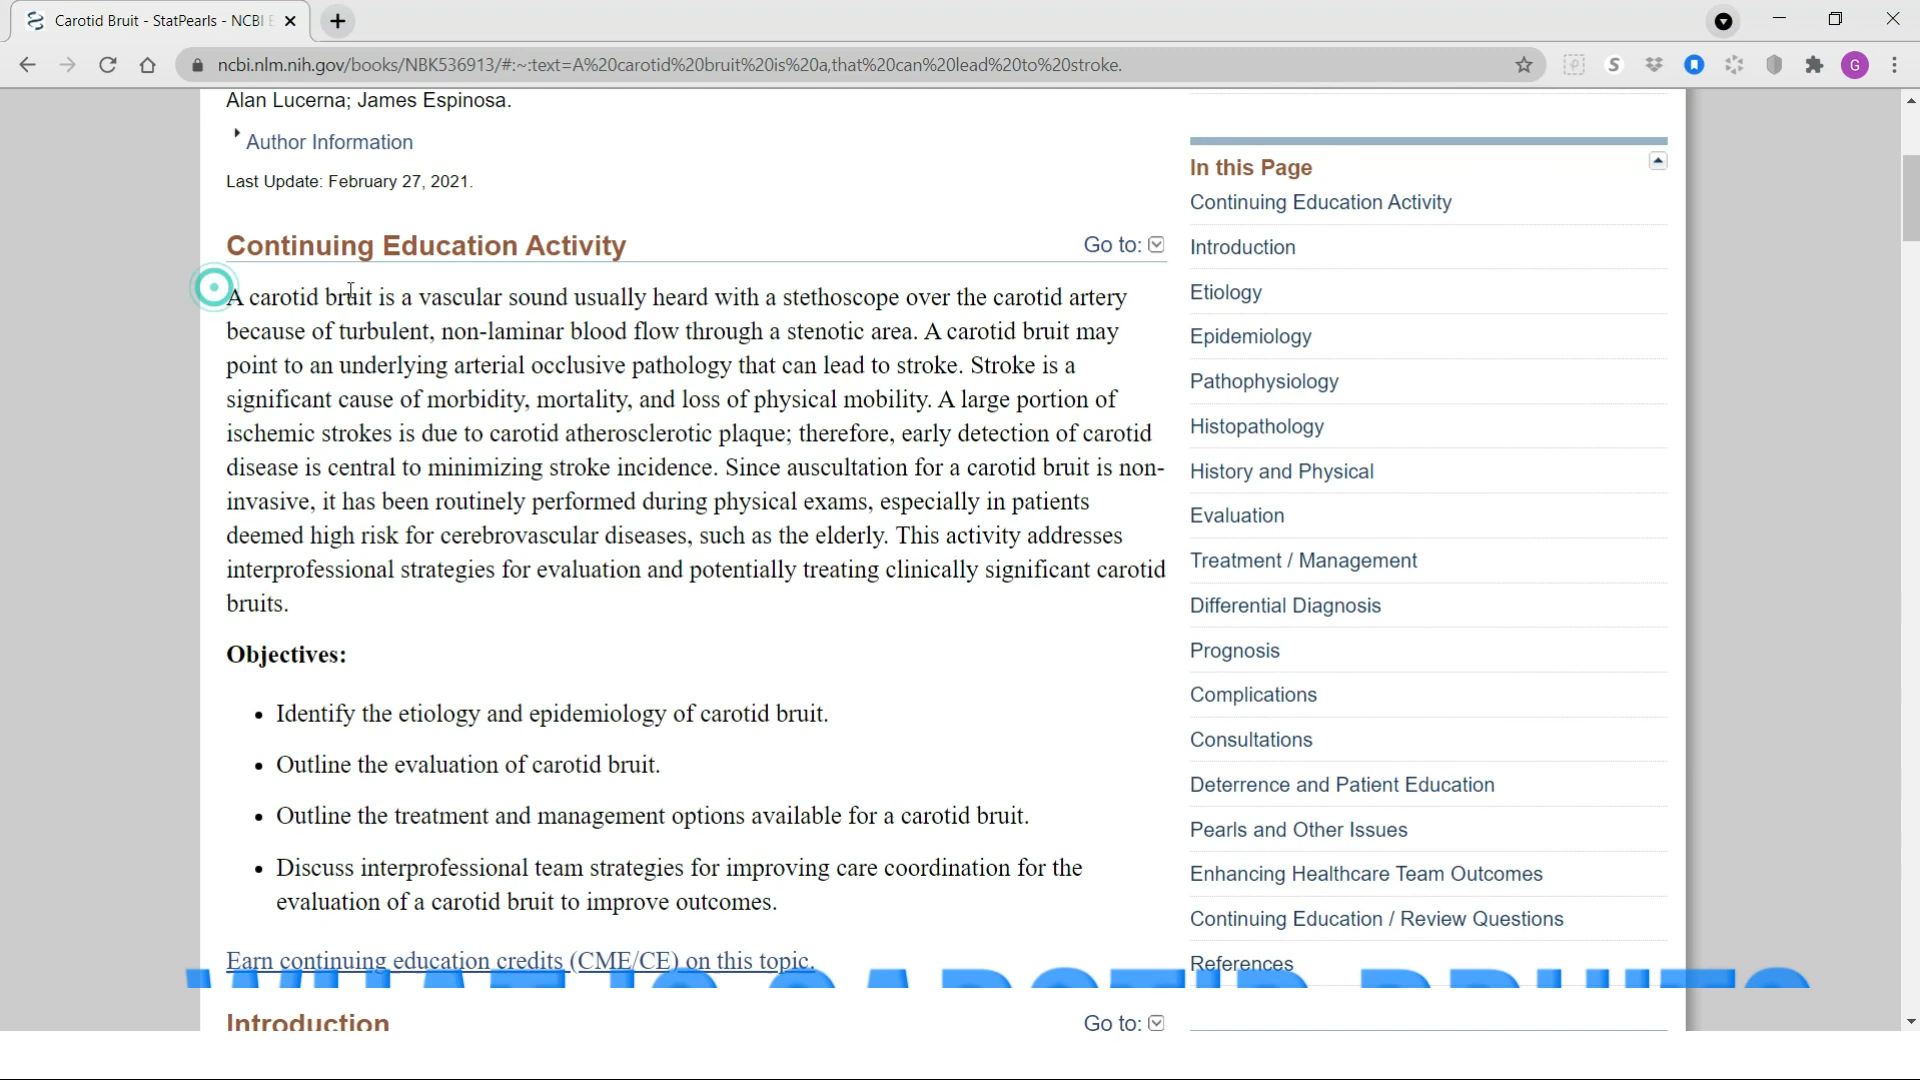 Carotid Bruit - StatPearls - NCBI
ncbi.nlm.nih.gov/books/NBK536913/#:~:text=A%20carotid%20bruit%20is%20a,that%20can%20lead%20to%20stroke.
S
G
Alan Lucerna; James Espinosa.
Author Information
Last Update: February 27, 2021.
Continuing Education Activity
Go to:
A carotid bruit is a vascular sound usually heard with a stethoscope over the carotid artery
because of turbulent, non-laminar blood flow through a stenotic area. A carotid bruit may
point to an underlying arterial occlusive pathology that can lead to stroke. Stroke is a
significant cause of morbidity, mortality, and loss of physical mobility. A large portion of
ischemic strokes is due to carotid atherosclerotic plaque; therefore, early detection of carotid
disease is central to minimizing stroke incidence. Since auscultation for a carotid bruit is non-
invasive, it has been routinely performed during physical exams, especially in patients
deemed high risk for cerebrovascular diseases, such as the elderly. This activity addresses
interprofessional strategies for evaluation and potentially treating clinically significant carotid
bruits.
Objectives:
• Identify the etiology and epidemiology of carotid bruit.
• Outline the evaluation of carotid bruit.
• Outline the treatment and management options available for a carotid bruit.
• Discuss interprofessional team strategies for improving care coordination for the
evaluation of a carotid bruit to improve outcomes.
Earn continuing education credits (CME/CE) on this topic.
Introduction
Go to:
In this Page
Continuing Education Activity
Introduction
Etiology
Epidemiology
Pathophysiology
Histopathology
History and Physical
Evaluation
Treatment / Management
Differential Diagnosis
Prognosis
Complications
Consultations
Deterrence and Patient Education
Pearls and Other Issues
Enhancing Healthcare Team Outcomes
Continuing Education / Review Questions
References